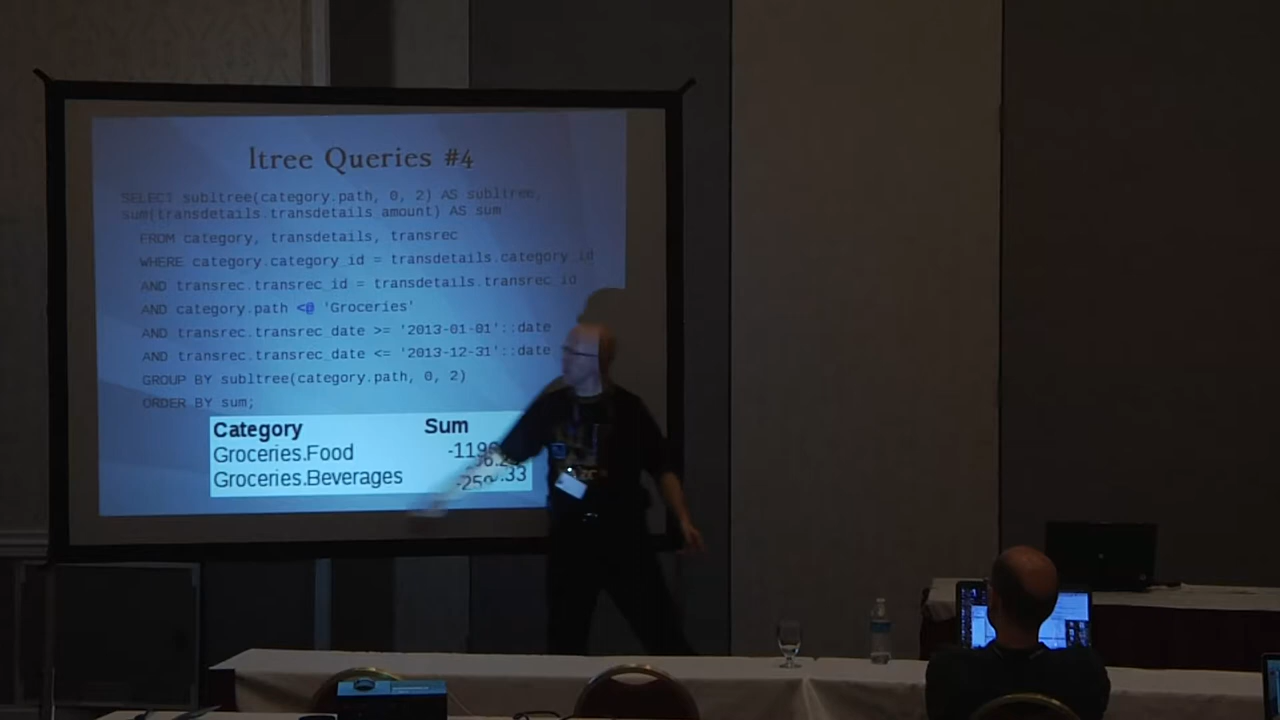 ltree Queries #4
SELECT subltree(category.path, 0, 2) AS subltree,
sum(transdetails.transdetails_amount) AS sum
FROM category, transdetails, transrec
WHERE category.category_id = transdetails.category_id
AND transrec.transrec_id = transdetails.transrec_id
AND category.path <@ 'Groceries'
AND transrec.transrec_date >= '2013-01-01'::date
AND transrec.transrec_date <= '2013-12-31'::date
GROUP BY subltree(category.path, 0, 2)
ORDER BY sum;
Category Sum
Groceries.Food
Groceries.Beverages